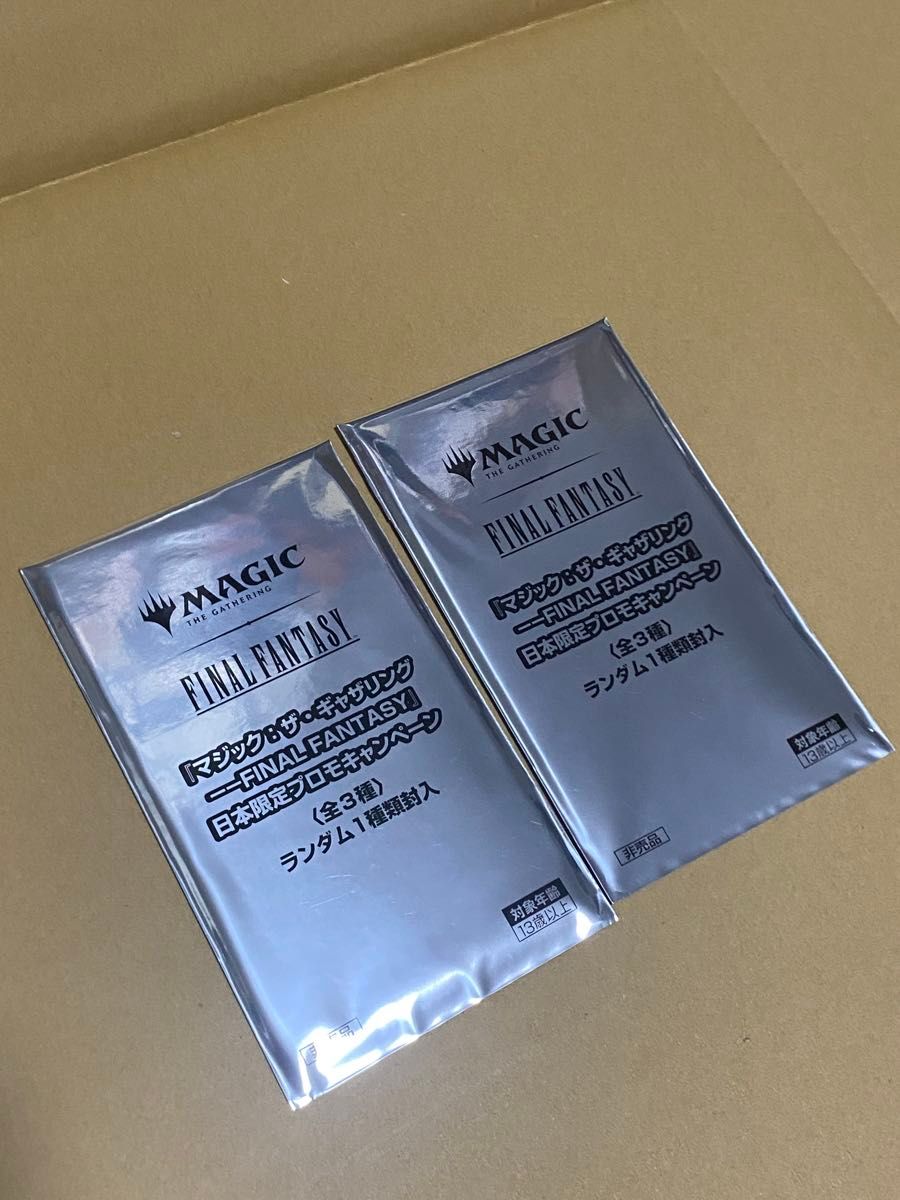 MAGIC
THE GATHERING
FINAL FANTASY
『マジック:ザ・ギャザリング
──FINAL FANTASY』
日本限定プロモキャンペーン
〈全3種〉
ランダム1種類封入
対象年齢
13歳以上
品
MAGIC
THE GATHERING
FINAL FANTASY
『マジック:ザ・ギャザリング
──FINAL FANTASY』
日本限定プロモキャンペーン
〈全3種〉
ランダム1種類封入
対象年齢
13歳以上
非売品